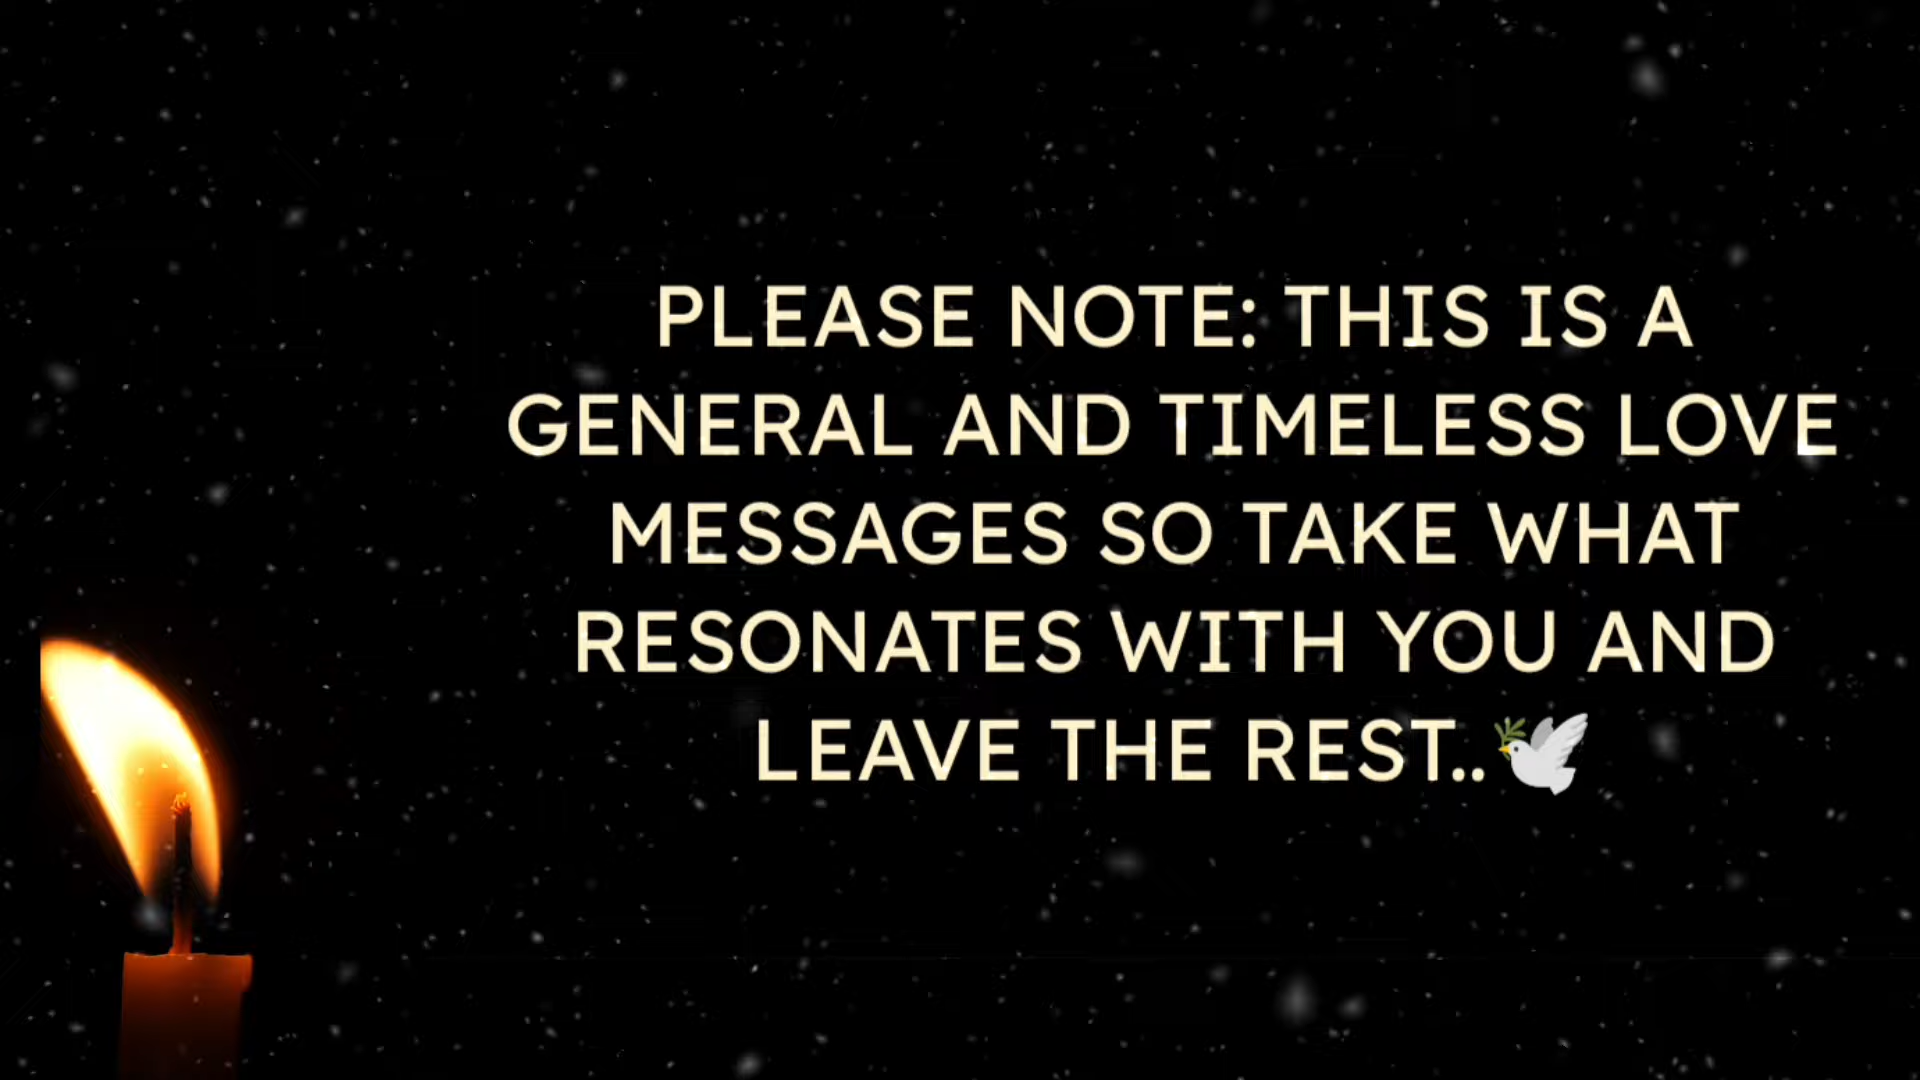 PLEASE NOTE: THIS IS A
GENERAL AND TIMELESS LOVE
MESSAGES SO TAKE WHAT
RESONATES WITH YOU AND
LEAVE THE REST..🕊️